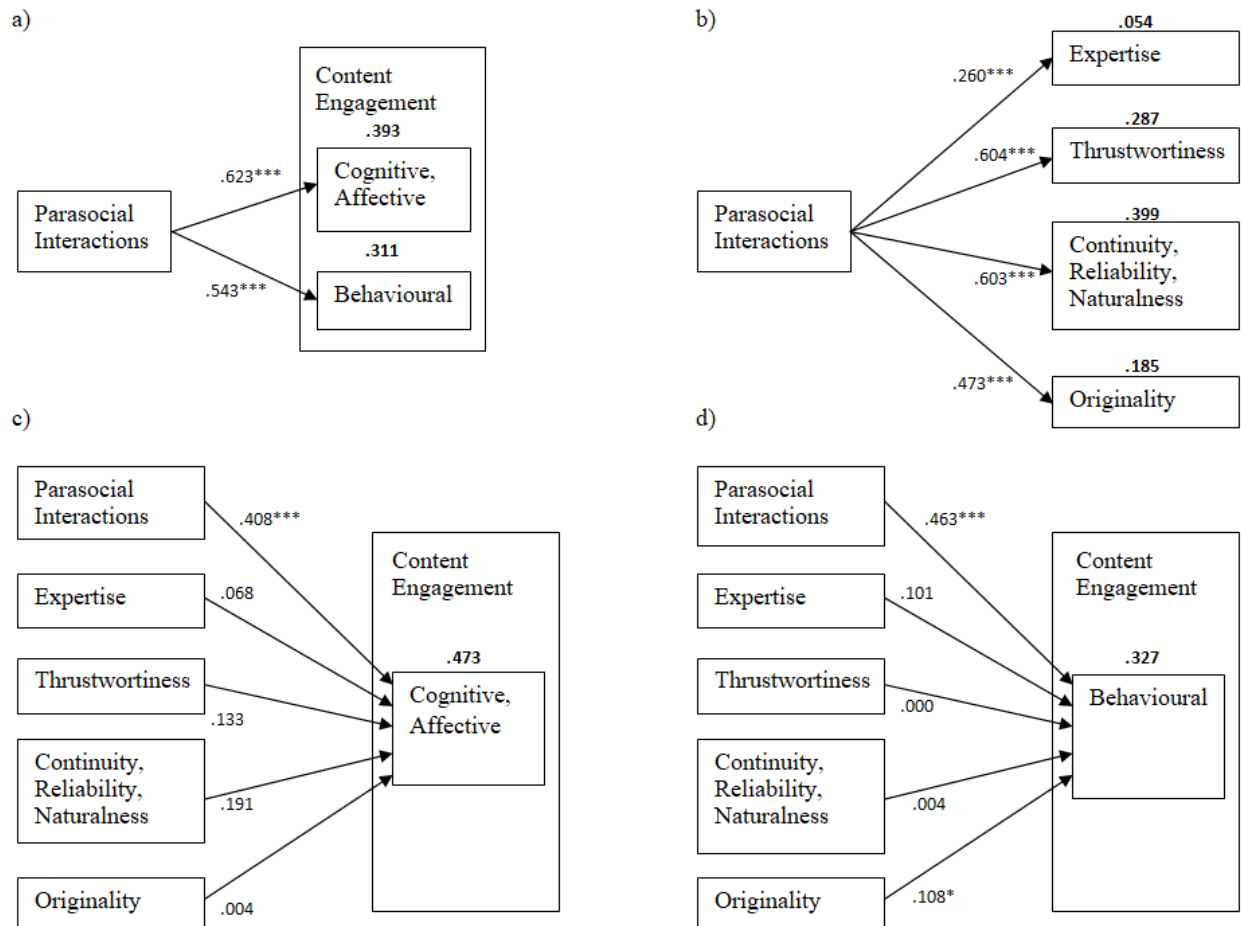 a)
Content
Engagement
.393
Cognitive,
Affective
.623***
Parasocial
Interactions
.311
.543***
Behavioural
b)
.054
Expertise
.260***
.287
Thrustwortiness
.604***
Parasocial
Interactions
.399
Continuity,
Reliability,
Naturalness
.603***
.185
.473***
Originality
c)
Parasocial
Interactions
.408***
Content
Engagement
Expertise
.068
.473
Thrustwortiness
Cognitive,
Affective
.133
Continuity,
Reliability,
Naturalness
.191
Originality
.004
d)
Parasocial
Interactions
.463***
Content
Engagement
Expertise
.101
.327
Thrustwortiness
Behavioural
.000
Continuity,
Reliability,
Naturalness
.004
Originality
.108*